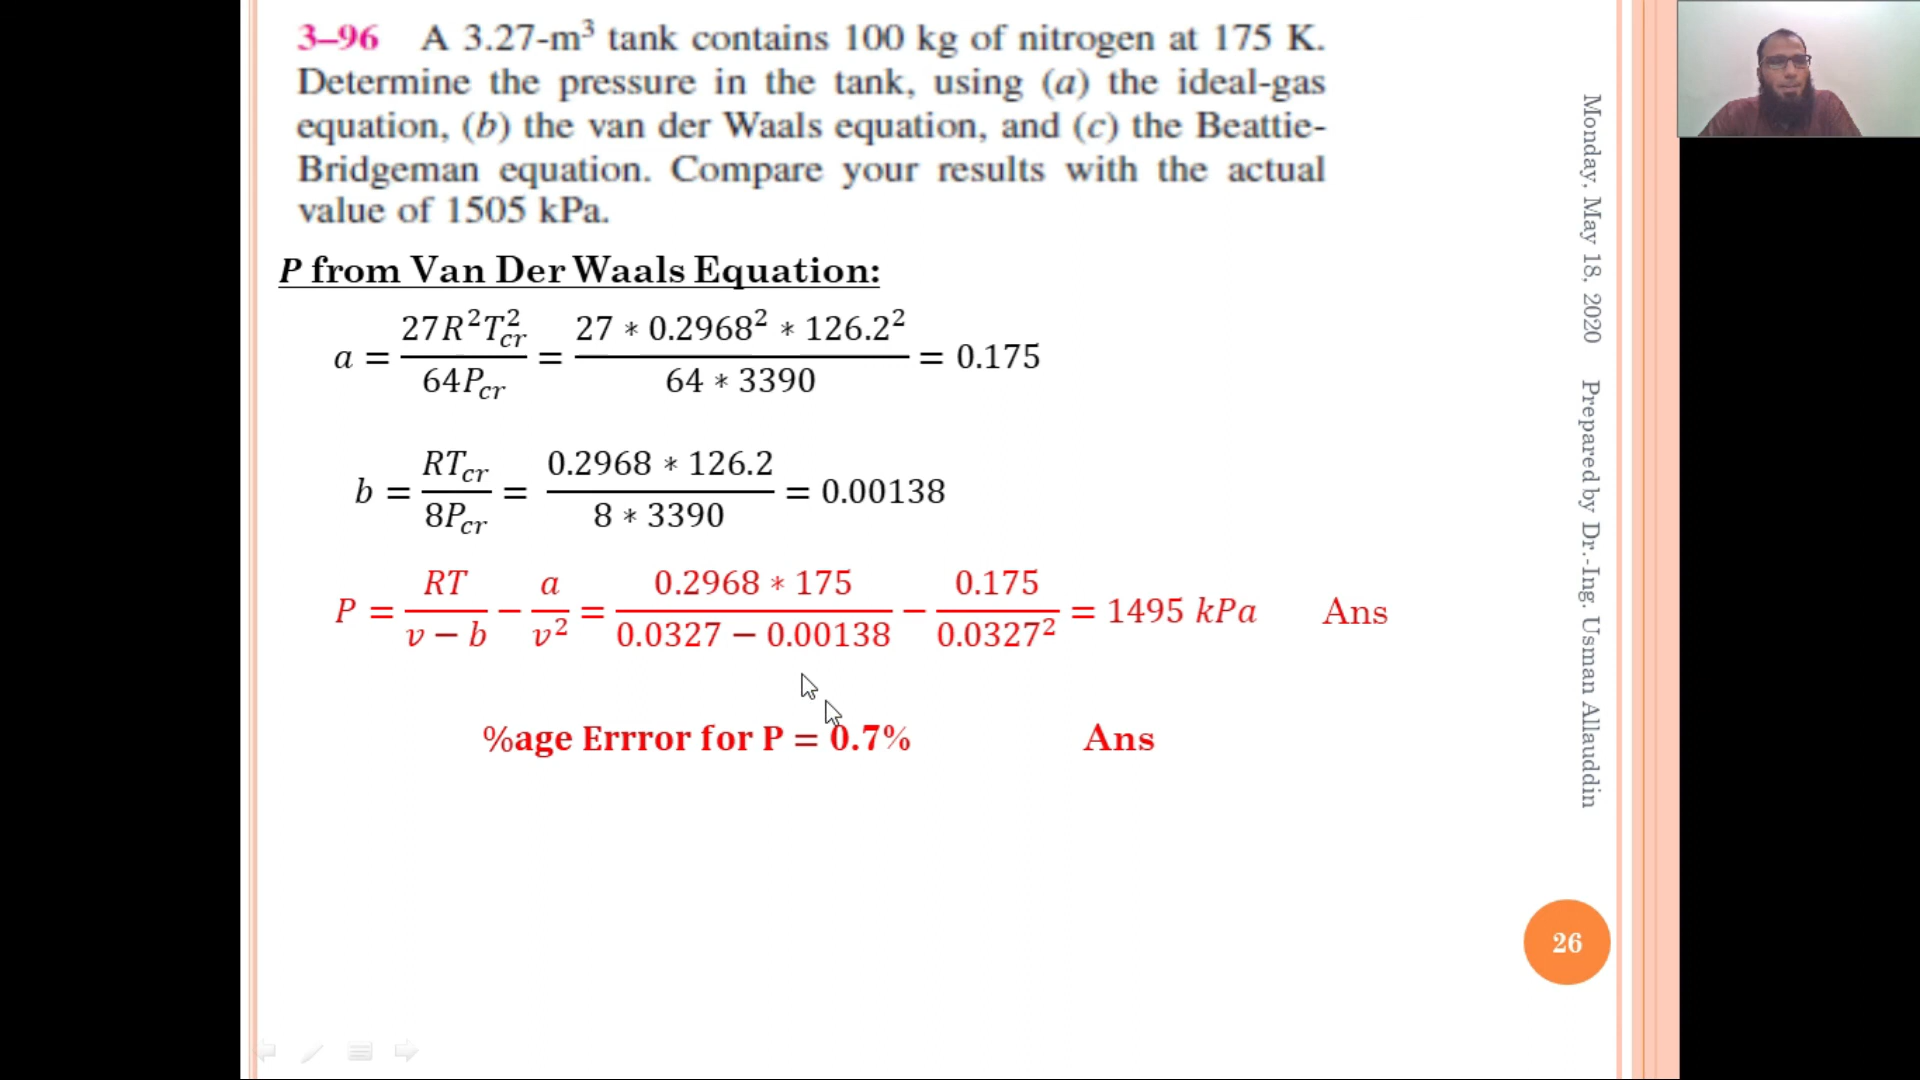 3–96 A 3.27-m³ tank contains 100 kg of nitrogen at 175 K.
Determine the pressure in the tank, using (a) the ideal-gas
equation, (b) the van der Waals equation, and (c) the Beattie-
Bridgeman equation. Compare your results with the actual
value of 1505 kPa.
P from Van Der Waals Equation:
a = 27R²T²cr / 64Pcr = 27 * 0.2968² * 126.2² / 64 * 3390 = 0.175
b = RTcr / 8Pcr = 0.2968 * 126.2 / 8 * 3390 = 0.00138
P = RT / v − b − a / v² = 0.2968 * 175 / 0.0327 − 0.00138 − 0.175 / 0.0327² = 1495 kPa Ans
%age Errror for P = 0.7% Ans
Monday, May 18, 2020 Prepared by Dr.-Ing. Usman Allauddin
26